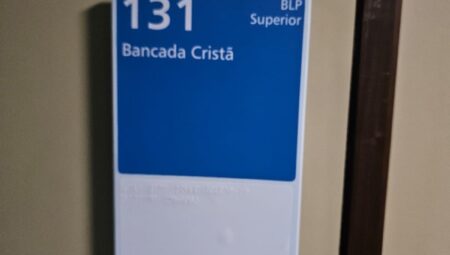 131
BLP
Superior
Bancada Cristã